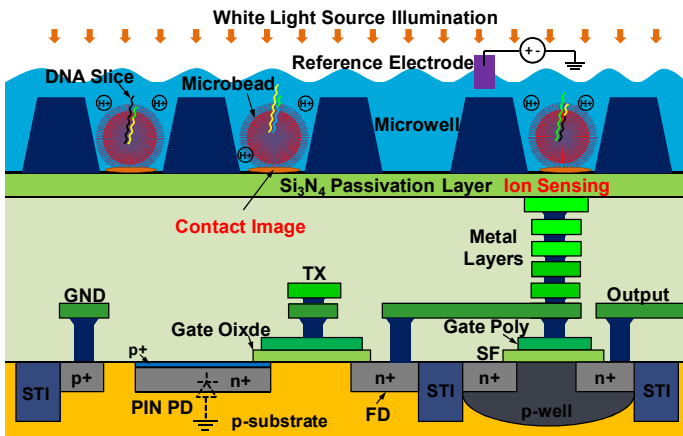 White Light Source Illumination
Reference Electrode
+ -
DNA Slice
Microbead
H+
H+
H+
H+
H+
H+
Microwell
Si3N4 Passivation Layer Ion Sensing
Contact Image
Metal
Layers
TX
GND
Output
Gate Oixde
Gate Poly
SF
p+
STI
p+
n+
PIN PD
p-substrate
n+
FD
STI
n+
n+
STI
p-well